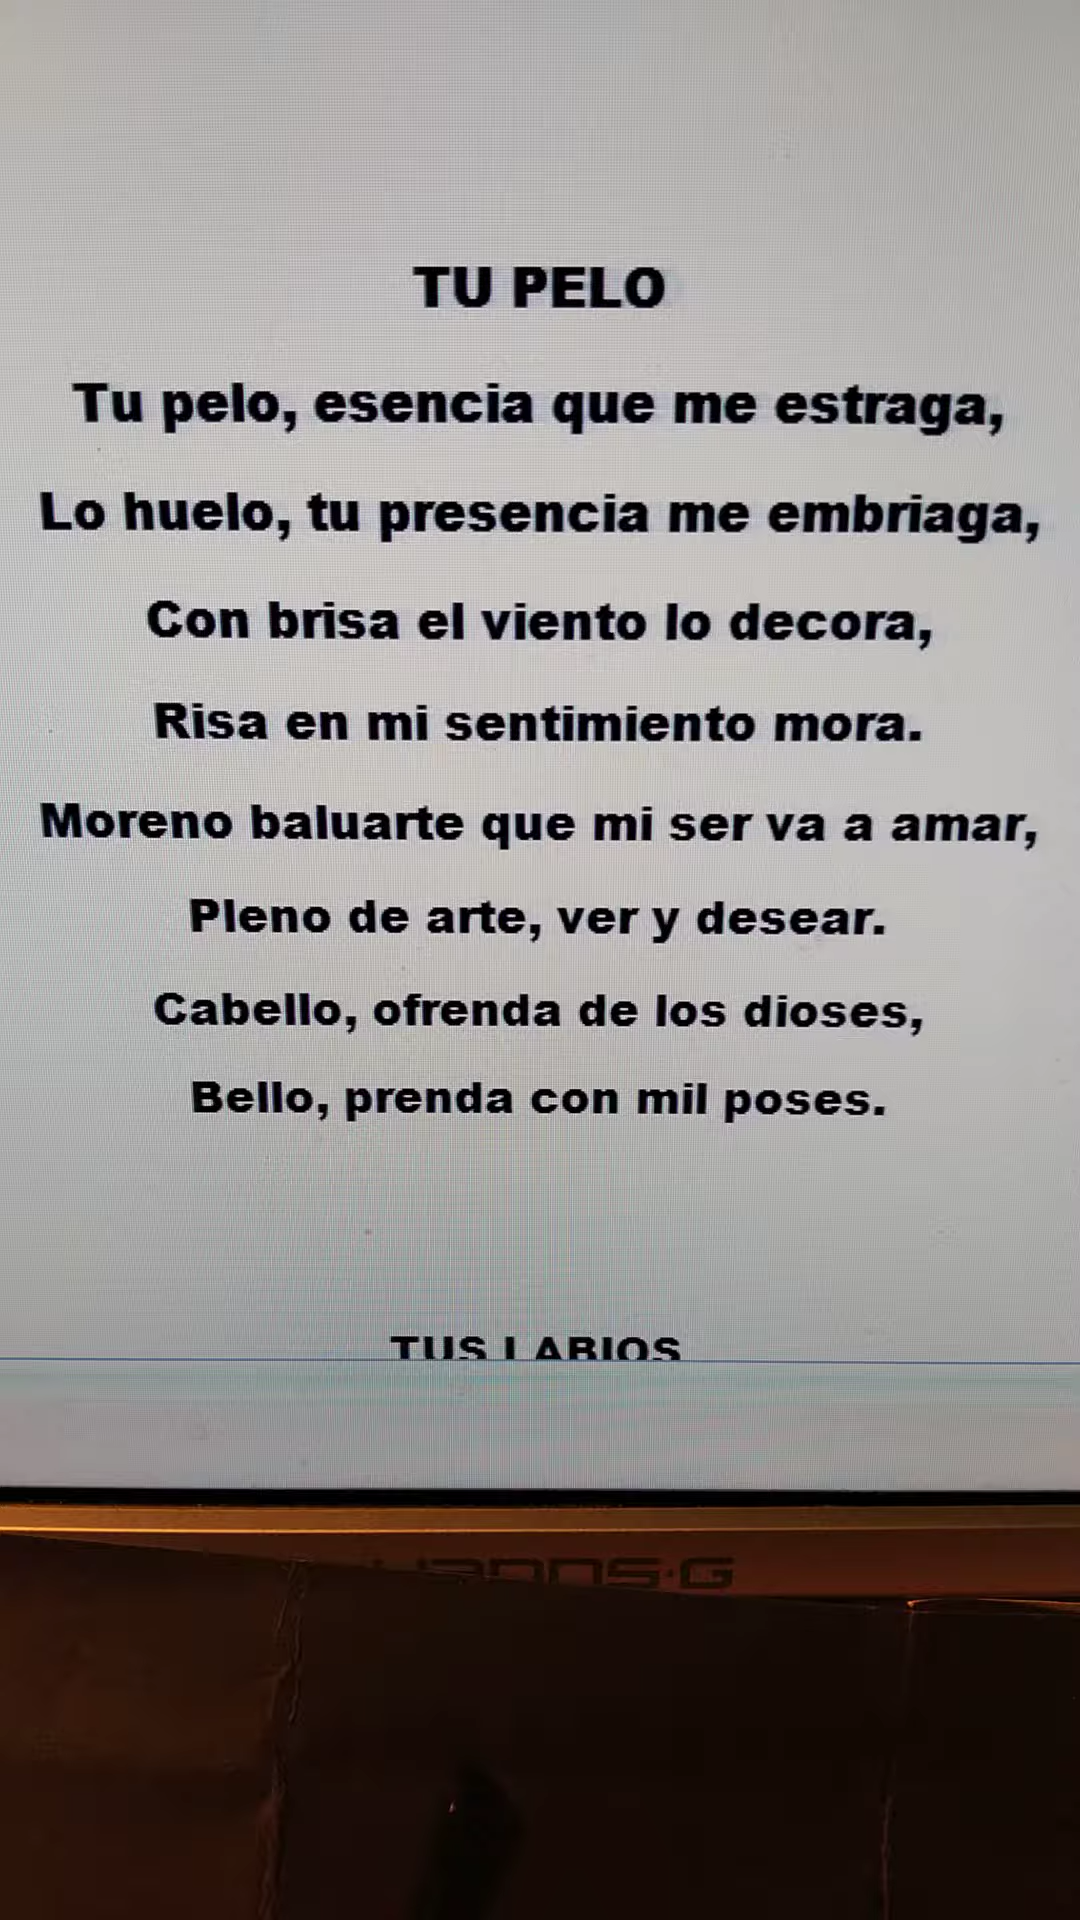 TU PELO
Tu pelo, esencia que me estraga,
Lo huelo, tu presencia me embriaga,
Con brisa el viento lo decora,
Risa en mi sentimiento mora.
Moreno baluarte que mi ser va a amar,
Pleno de arte, ver y desear.
Cabello, ofrenda de los dioses,
Bello, prenda con mil poses.
TUS LABIOS